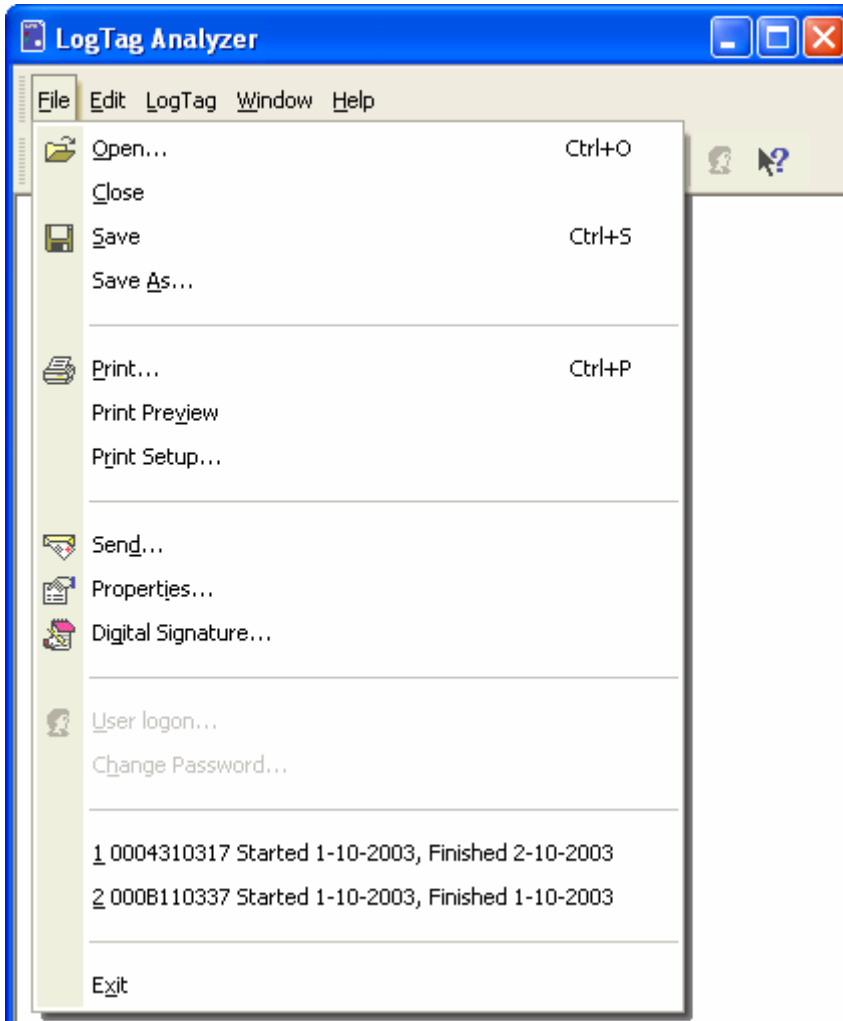 LogTag Analyzer
File Edit LogTag Window Help
Open... Ctrl+O
Close
Save Ctrl+S
Save As...
Print... Ctrl+P
Print Preview
Print Setup...
Send...
Properties...
Digital Signature...
User logon...
Change Password...
1 0004310317 Started 1-10-2003, Finished 2-10-2003
2 000B110337 Started 1-10-2003, Finished 1-10-2003
Exit